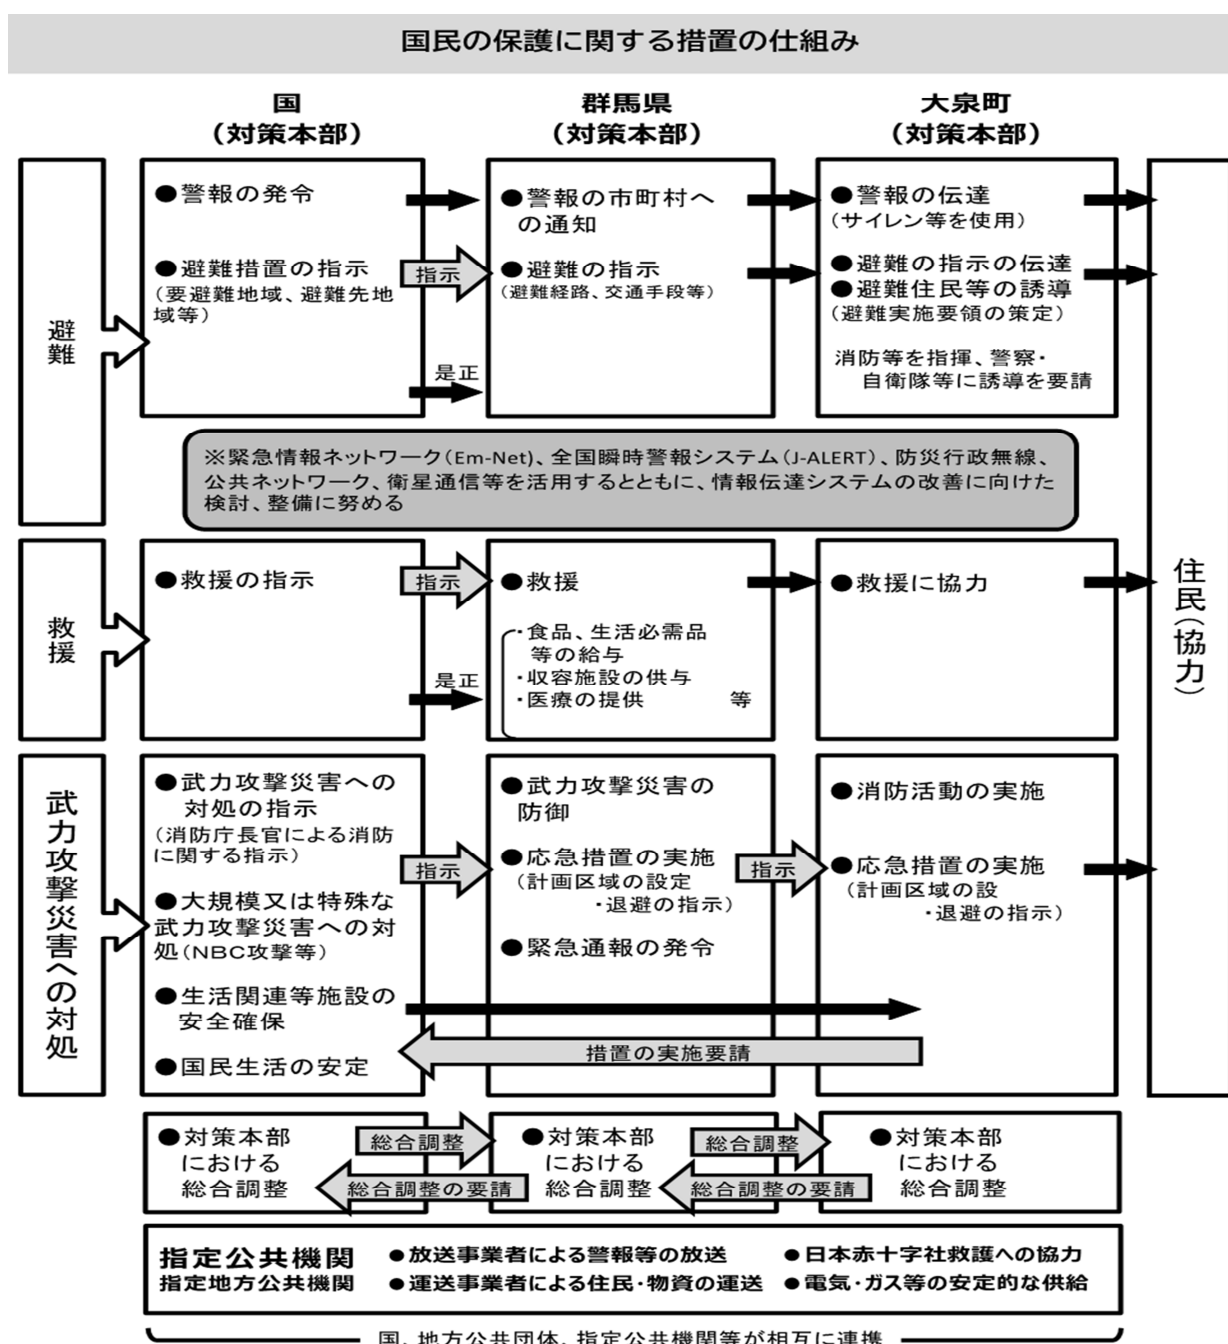 国民の保護に関する措置の仕組み
国
(対策本部)
群馬県
(対策本部)
大泉町
(対策本部)
避難
●警報の発令
●避難措置の指示
(要避難地域、避難先地
域等)
指示
是正
●警報の市町村へ
の通知
●避難の指示
(避難経路、交通手段等)
●警報の伝達
(サイレン等を使用)
●避難の指示の伝達
●避難住民等の誘導
(避難実施要領の策定)
消防等を指揮、警察・
自衛隊等に誘導を要請
※緊急情報ネットワーク(Em-Net)、全国瞬時警報システム(J-ALERT)、防災行政無線、
公共ネットワーク、衛星通信等を活用するとともに、情報伝達システムの改善に向けた
検討、整備に努める
救援
●救援の指示
指示
是正
●救援
・食品、生活必需品
等の給与
・収容施設の供与
・医療の提供 等
●救援に協力
住民(協力)
武力攻撃災害への対処
●武力攻撃災害への
対処の指示
(消防庁長官による消防
に関する指示)
●大規模又は特殊な
武力攻撃災害への対
処(NBC攻撃等)
●生活関連等施設の
安全確保
●国民生活の安定
指示
●武力攻撃災害の
防御
●応急措置の実施
(計画区域の設定
・退避の指示)
●緊急通報の発令
指示
●消防活動の実施
●応急措置の実施
(計画区域の設
・退避の指示)
措置の実施要請
●対策本部
における
総合調整
総合調整
総合調整の要請
●対策本部
における
総合調整
総合調整
総合調整の要請
●対策本部
における
総合調整
指定公共機関
指定地方公共機関
●放送事業者による警報等の放送
●運送事業者による住民・物資の運送
●日本赤十字社救護への協力
●電気・ガス等の安定的な供給
国、地方公共団体、指定公共機関等が相互に連携